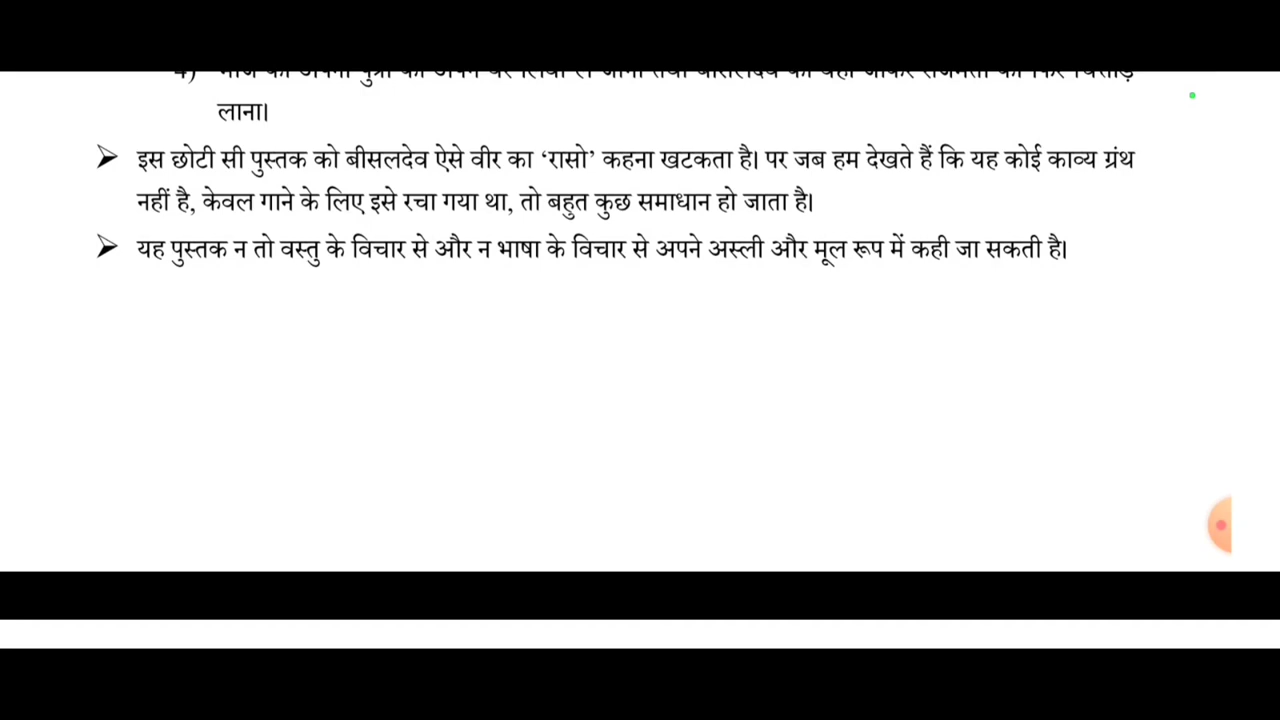 लाना।
➢ इस छोटी सी पुस्तक को बीसलदेव ऐसे वीर का ‘रासो’ कहना खटकता है। पर जब हम देखते हैं कि यह कोई काव्य ग्रंथ
नहीं है, केवल गाने के लिए इसे रचा गया था, तो बहुत कुछ समाधान हो जाता है।
➢ यह पुस्तक न तो वस्तु के विचार से और न भाषा के विचार से अपने अस्ली और मूल रूप में कही जा सकती है।